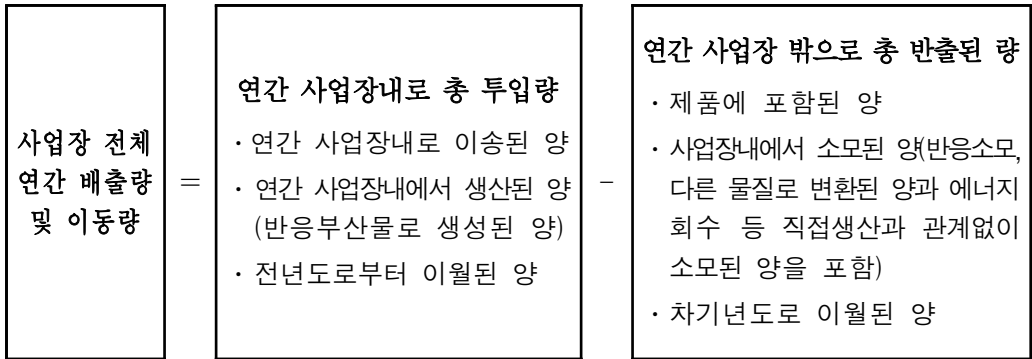 사업장 전체
연간 배출량
및 이동량
=
연간 사업장내로 총 투입량
· 연간 사업장내로 이송된 양
· 연간 사업장내에서 생산된 양
(반응부산물로 생성된 양)
· 전년도로부터 이월된 양
-
연간 사업장 밖으로 총 반출된 량
· 제품에 포함된 양
· 사업장내에서 소모된 양(반응소모,
다른 물질로 변환된 양과 에너지
회수 등 직접생산과 관계없이
소모된 양을 포함)
· 차기년도로 이월된 양